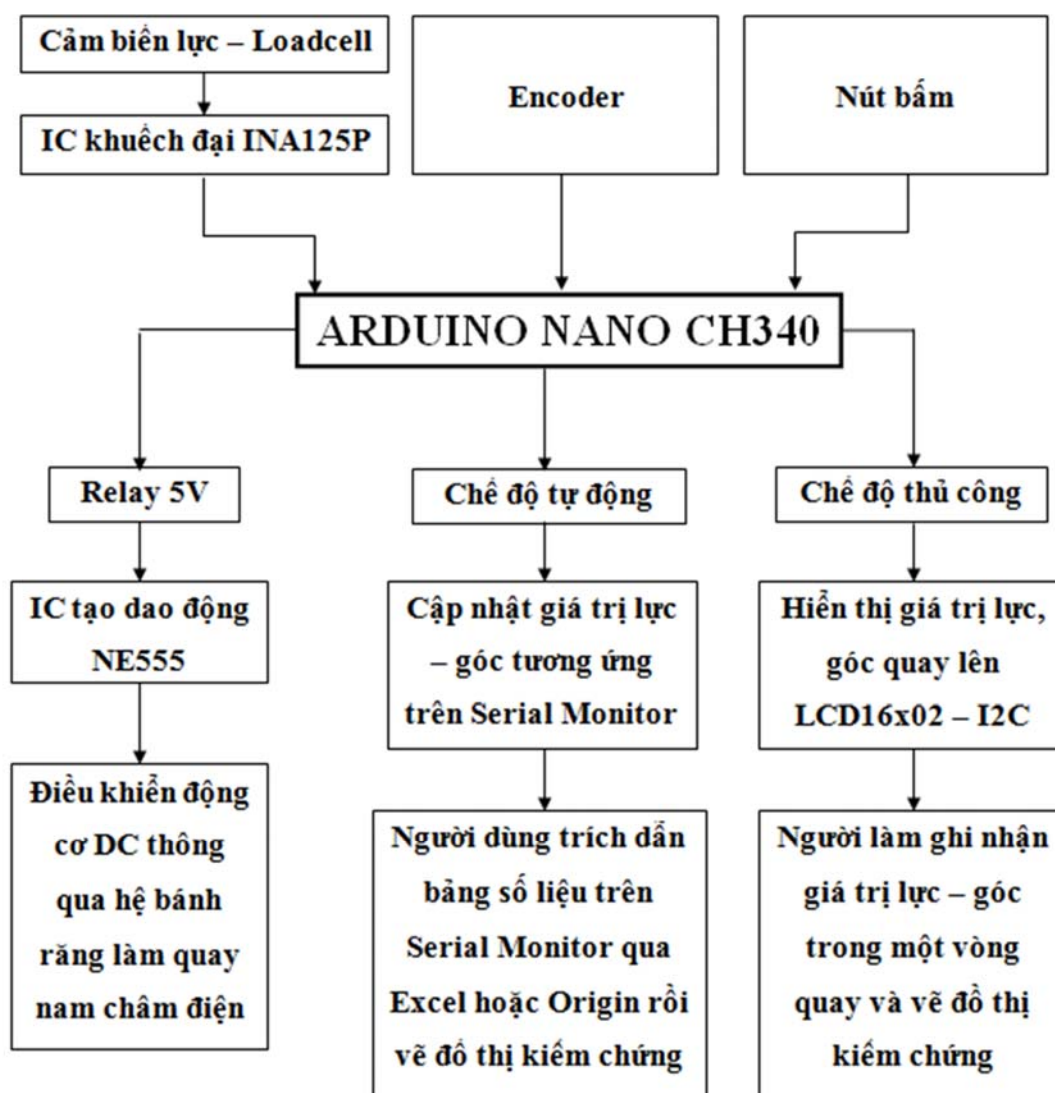 Cảm biến lực – Loadcell
IC khuếch đại INA125P
Encoder
Nút bấm
ARDUINO NANO CH340
Relay 5V
IC tạo dao động
NE555
Điều khiển động
cơ DC thông
qua hệ bánh
răng làm quay
nam châm điện
Chế độ tự động
Cập nhật giá trị lực
– góc tương ứng
trên Serial Monitor
Người dùng trích dẫn
bảng số liệu trên
Serial Monitor qua
Excel hoặc Origin rồi
vẽ đồ thị kiểm chứng
Chế độ thủ công
Hiển thị giá trị lực,
góc quay lên
LCD16x02 – I2C
Người làm ghi nhận
giá trị lực – góc
trong một vòng
quay và vẽ đồ thị
kiểm chứng